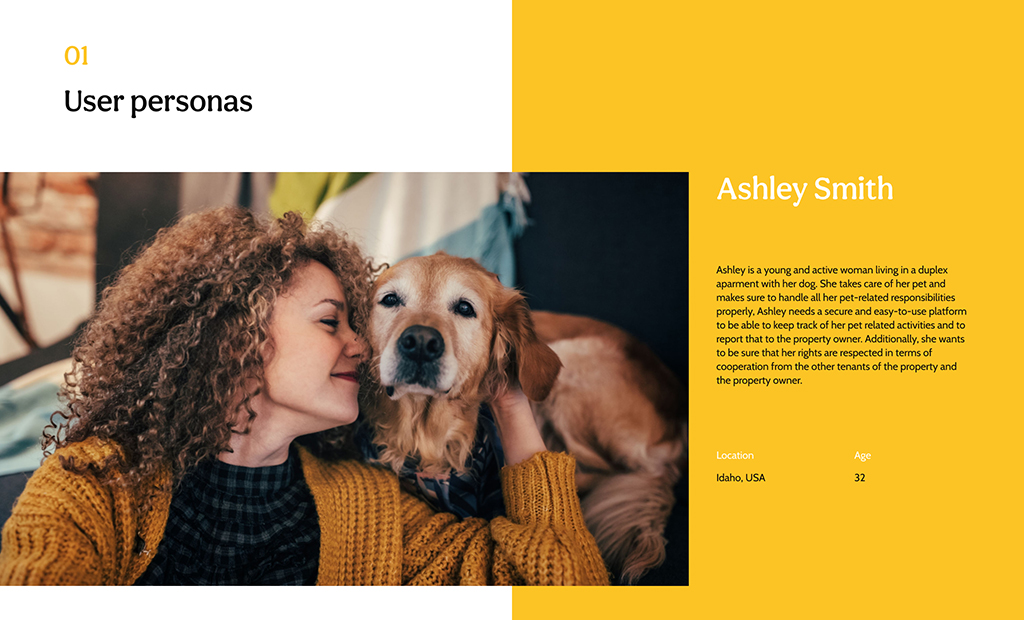 01
User personas
Ashley Smith
Ashley is a young and active woman living in a duplex
aparment with her dog. She takes care of her pet and
makes sure to handle all her pet-related responsibilities
properly, Ashley needs a secure and easy-to-use platform
to be able to keep track of her pet related activities and to
report that to the property owner. Additionally, she wants
to be sure that her rights are respected in terms of
cooperation from the other tenants of the property and
the property owner.
Location
Age
Idaho, USA
32